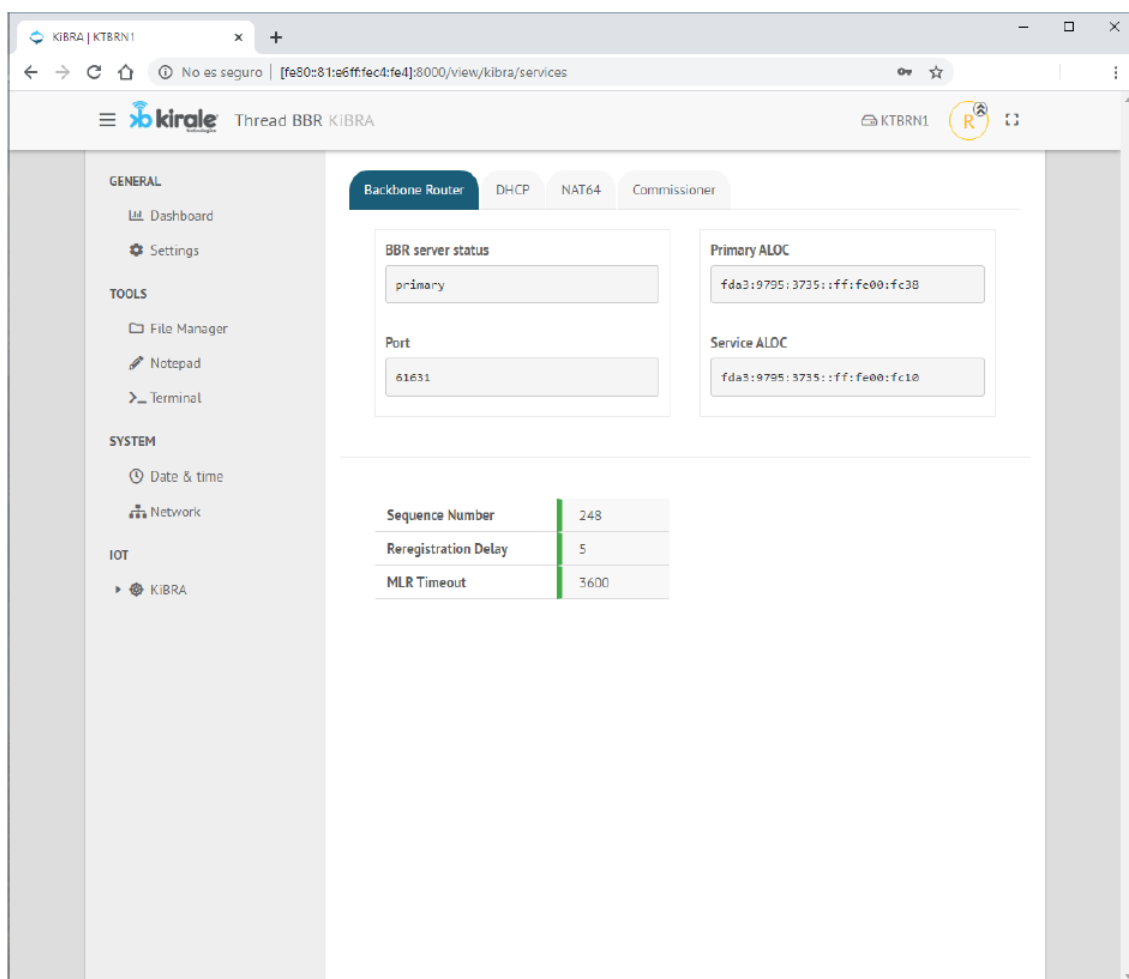 KiBRA | KTBRN1
No es seguro | [fe80::81:e6ff:fec4:fe4]:8000/view/kibra/services
kirale technologies Thread BBR KiBRA KTBRN1 R
GENERAL
Dashboard
Settings
TOOLS
File Manager
Notepad
Terminal
SYSTEM
Date & time
Network
IOT
KiBRA
Backbone Router DHCP NAT64 Commissioner
BBR server status
primary
Port
61631
Primary ALOC
fda3:9795:3735::ff:fe00:fc38
Service ALOC
fda3:9795:3735::ff:fe00:fc10
Sequence Number 248
Reregistration Delay 5
MLR Timeout 3600